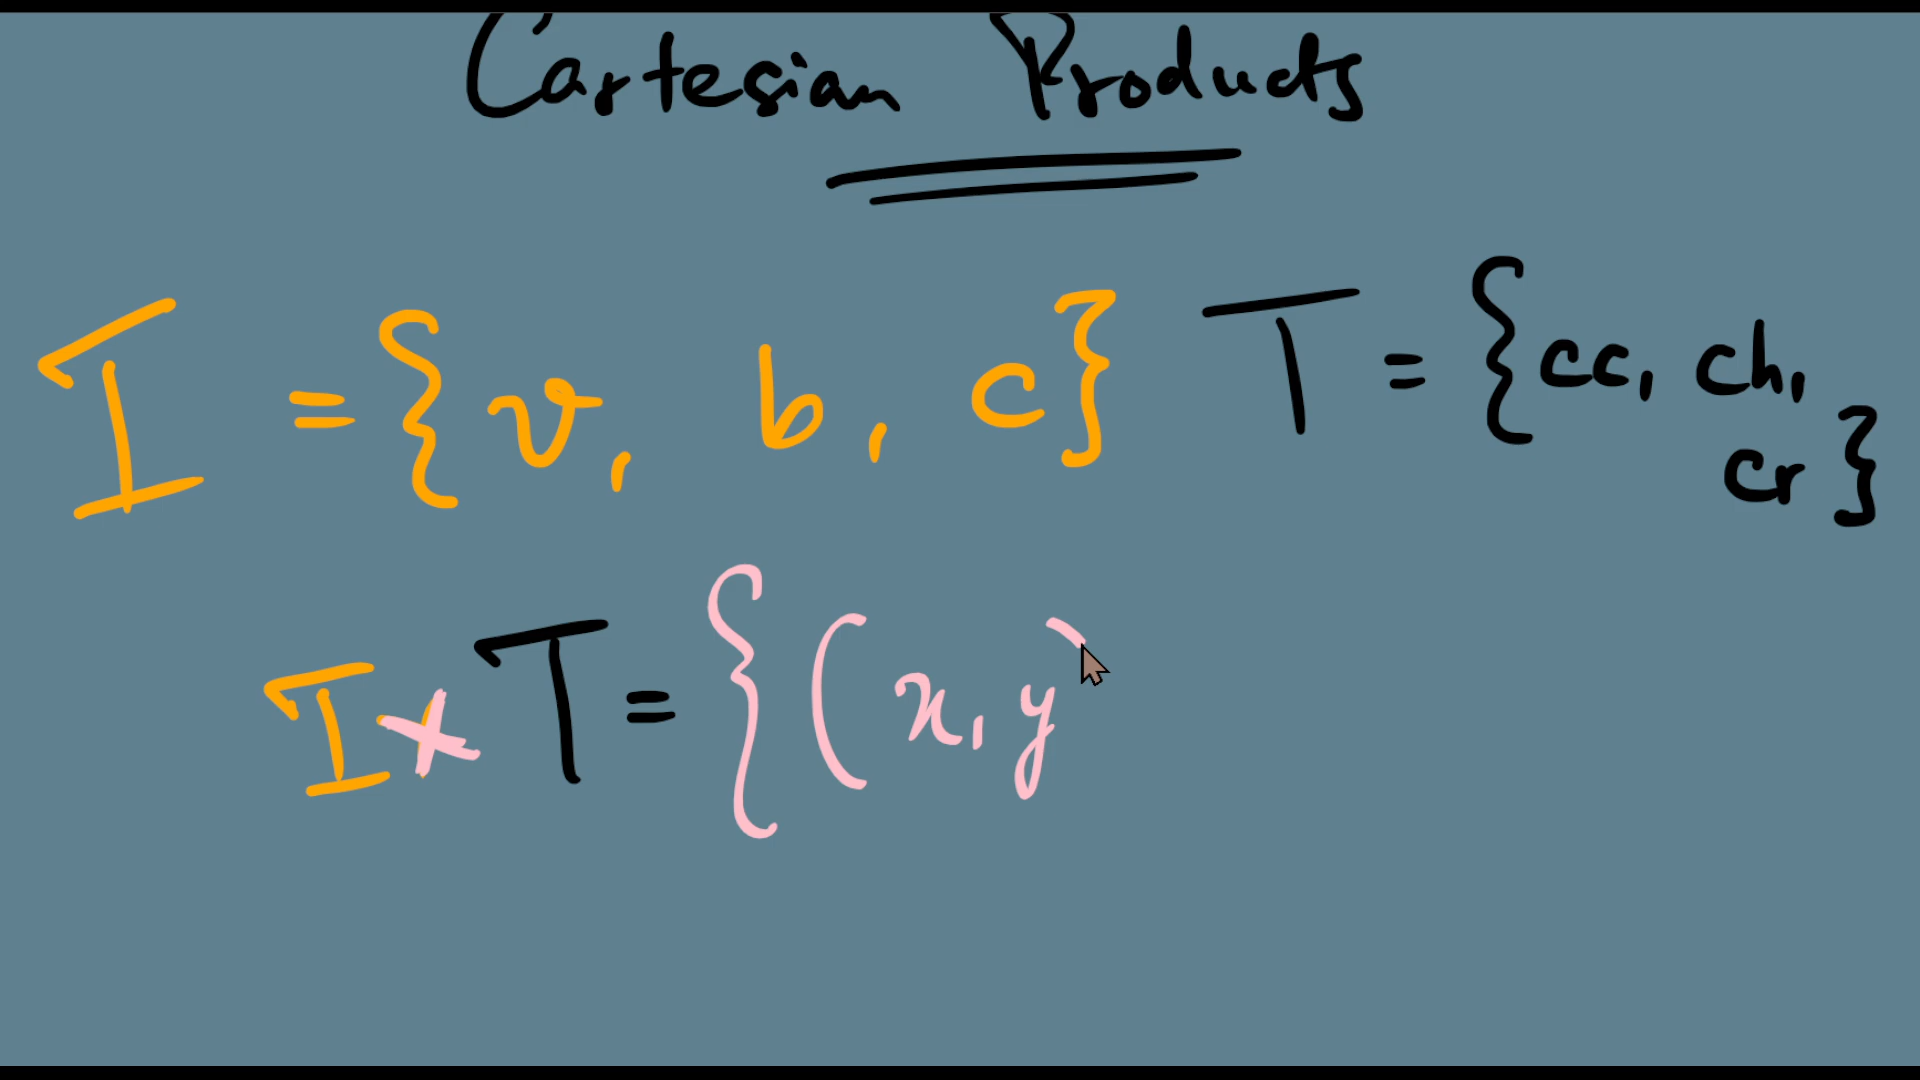 Cartesian Products
I = {v, b, c} T = {cc, ch,
cr}
I × T = {(x, y)